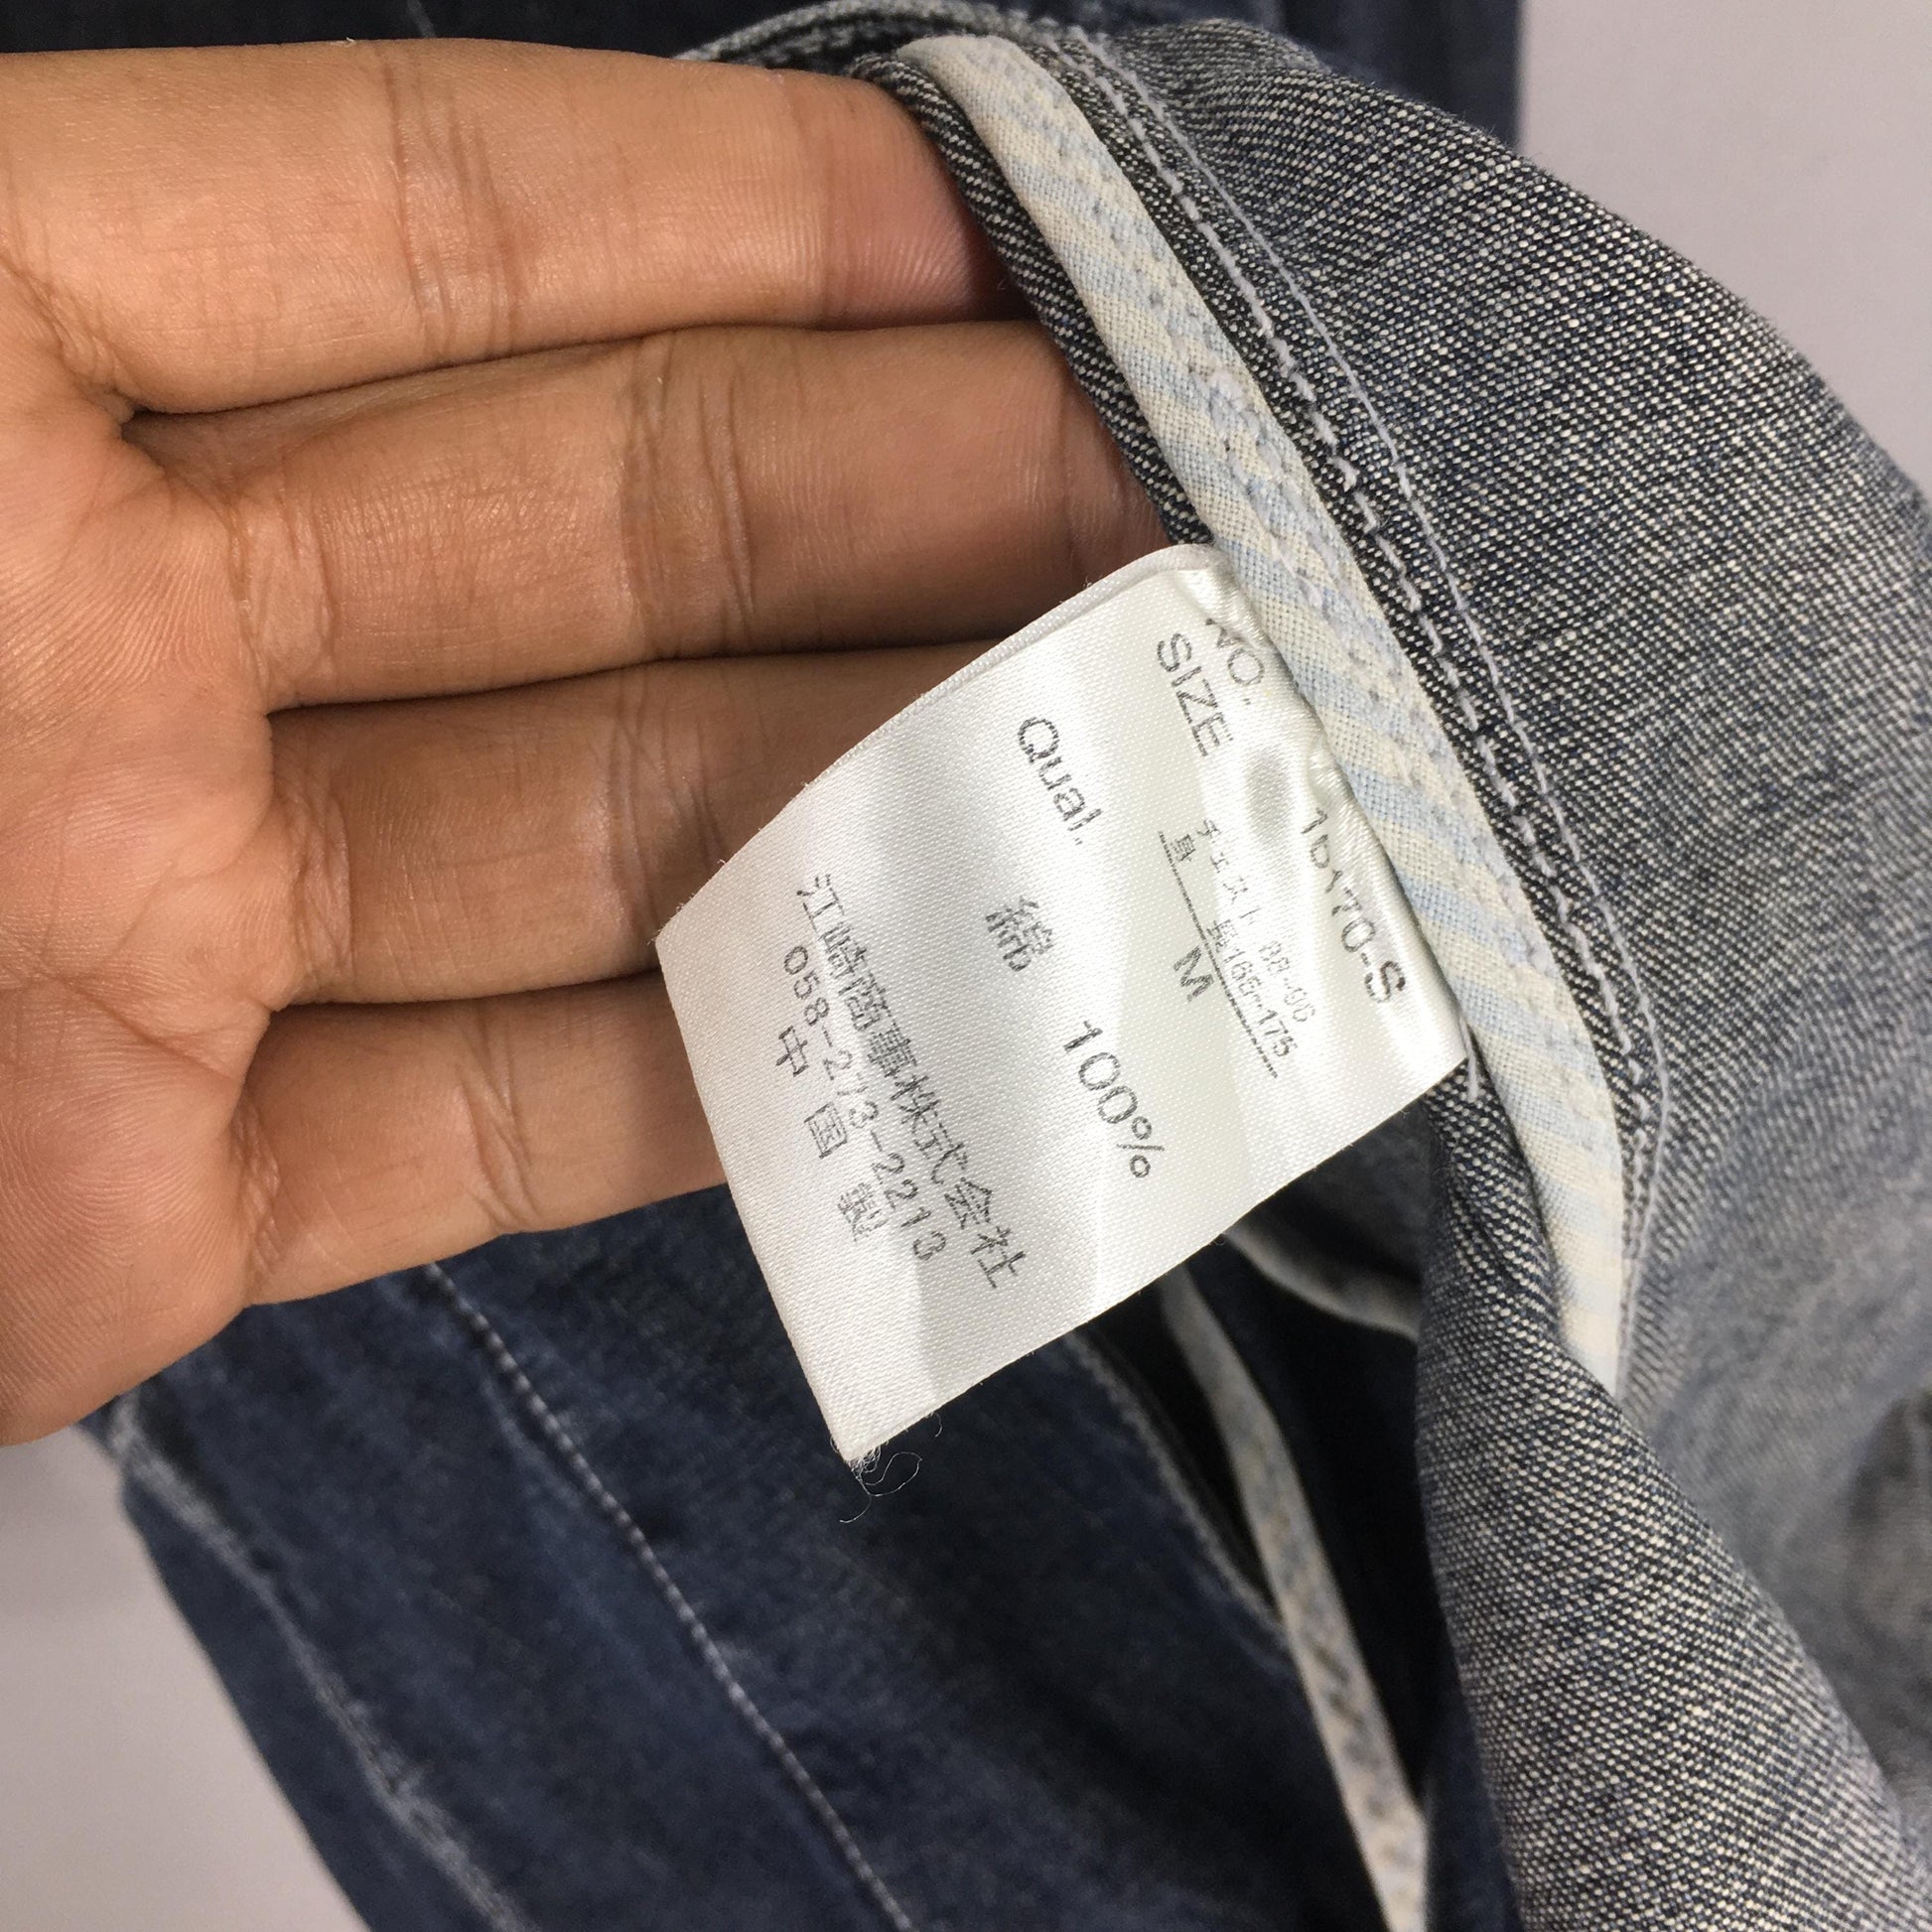 NO. 16170-S
SIZE チェスト 88-96
身 長165-175
M
Qual.
綿 100%
江崎商事株式会社
058-273-2213
中国製